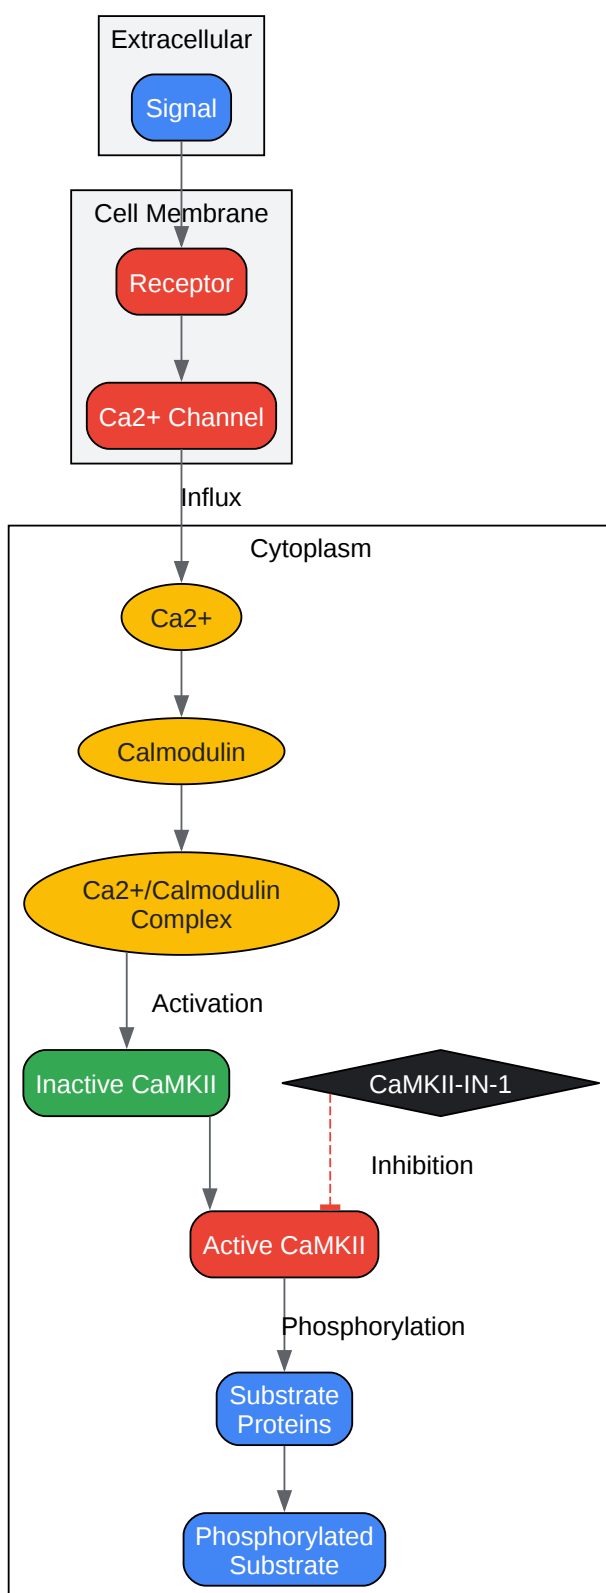 Extracellular
Signal
Cell Membrane
Receptor
Ca2+ Channel
Influx
Cytoplasm
Ca2+
Calmodulin
Ca2+/Calmodulin
Complex
Activation
Inactive CaMKII
CaMKII-IN-1
Inhibition
Active CaMKII
Phosphorylation
Substrate
Proteins
Phosphorylated
Substrate